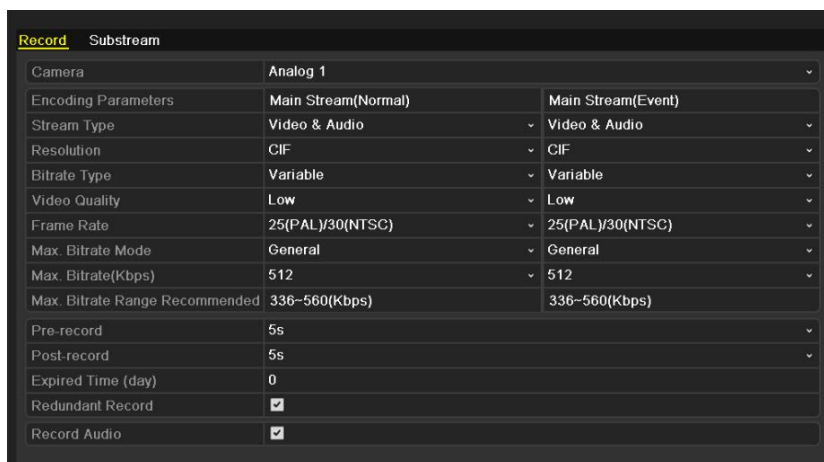 Record Substream
Camera Analog 1
Encoding Parameters Main Stream(Normal) Main Stream(Event)
Stream Type Video & Audio Video & Audio
Resolution CIF CIF
Bitrate Type Variable Variable
Video Quality Low Low
Frame Rate 25(PAL)/30(NTSC) 25(PAL)/30(NTSC)
Max. Bitrate Mode General General
Max. Bitrate(Kbps) 512 512
Max. Bitrate Range Recommended 336~560(Kbps) 336~560(Kbps)
Pre-record 5s
Post-record 5s
Expired Time (day) 0
Redundant Record
Record Audio